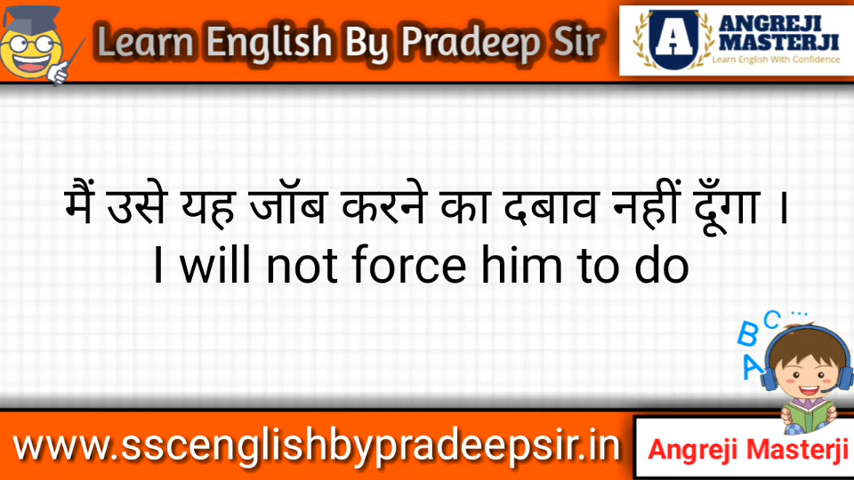 Learn English By Pradeep Sir
A
ANGREJI
MASTERJI
Learn English With Confidence
मैं उसे यह जॉब करने का दबाव नहीं दूँगा ।
I will not force him to do
C ...
B
A
www.sscenglishbypradeepsir.in
Angreji Masterji